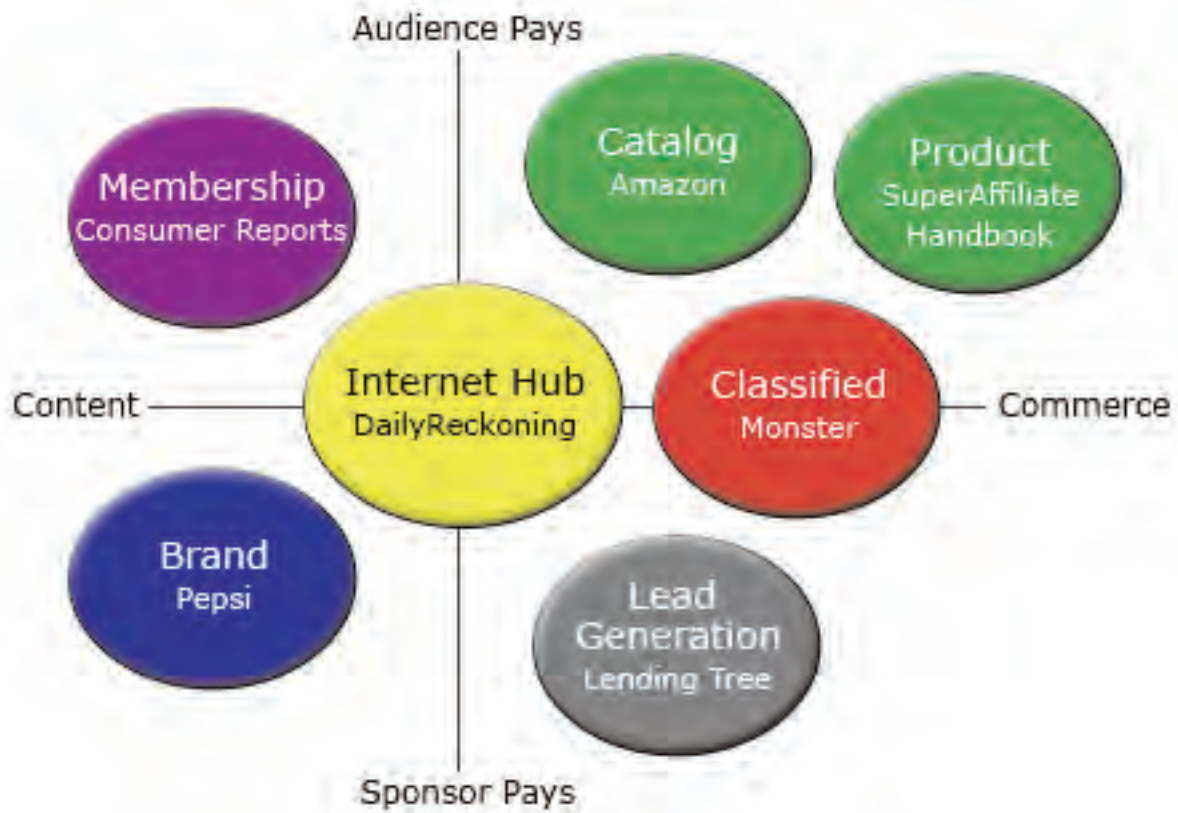 Audience Pays
Catalog
Amazon
Product
SuperAffiliate
Handbook
Membership
Consumer Reports
Internet Hub
DailyReckoning
Classified
Monster
Content
Commerce
Brand
Pepsi
Lead
Generation
Lending Tree
Sponsor Pays